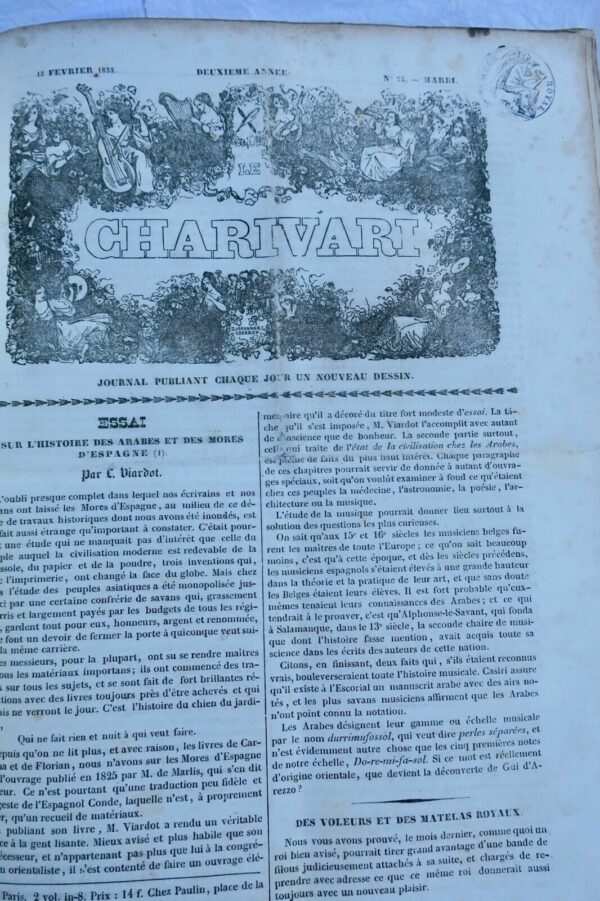 12 FEVRIER 1833.
DEUXIEME ANNÉE.
N° 74. — MARDI.
LE
CHARIVARI
JOURNAL PUBLIANT CHAQUE JOUR UN NOUVEAU DESSIN.
ESSAI
SUR L'HISTOIRE DES ARABES ET DES MORES
D'ESPAGNE (1).
Par L. Viardot.
L'oubli presque complet dans lequel nos écrivains et nos
ans ont laissé les Mores d'Espagne, au milieu de ce dé-
e de travaux historiques dont nous avons été inondés, est
fait aussi étrange qu'important à constater. C'était pour-
t une étude qui ne manquait pas d'intérêt que celle du
ple auquel la civilisation moderne est redevable de la
ssole, du papier et de la poudre, trois inventions qui,
c l'imprimerie, ont changé la face du globe. Mais chez
s l'étude des peuples asiatiques a été monopolisée jus-
ci par une certaine confrérie de savans qui, grassement
rris et largement payés par les budgets de tous les régi-
, gardent tout pour eux, honneurs, argent et renommée,
e font un devoir de fermer la porte à quiconque veut sui-
la même carrière.
es messieurs, pour la plupart, ont su se rendre maîtres
ous les matériaux importans; ils ont commencé des tra-
x sur tous les sujets, et se sont fait de fort brillantes ré-
tions avec des livres toujours près d'être achevés et qui
ais ne verront le jour. C'est l'histoire du chien du jardi-
,
Qui ne fait rien et nuit à qui veut faire.
epuis qu'on ne lit plus, et avec raison, les livres de Car-
na et de Florian, nous n'avons sur les Mores d'Espagne
l'ouvrage publié en 1825 par M. de Marlis, qui s'en dit
eur. Ce n'est pourtant qu'une traduction peu fidèle et
geste de l'Espagnol Conde, laquelle n'est, à proprement
r, qu'un recueil de matériaux.
publiant son livre, M. Viardot a rendu un véritable
ce à la gent lisante. Mieux avisé et plus habile que son
écesseur, et n'appartenant pas plus que lui à la congré-
n orientaliste, il s'est contenté de faire un ouvrage élé-
Paris. 2 vol. in-8. Prix : 14 f. Chez Paulin, place de la
mentaire qu'il a décoré du titre fort modeste d'essai. La tâ-
che qu'il s'est imposée, M. Viardot l'accomplit avec autant
de conscience que de bonheur. La seconde partie surtout,
celle qui traite de l'état de la civilisation chez les Arabes,
est pleine de faits du plus haut intérêt. Chaque paragraphe
de ces chapitres pourrait servir de donnée à autant d'ouvra-
ges spéciaux, soit qu'on voulût examiner à fond ce qu'étaient
chez ces peuples la médecine, l'astronomie, la poésie, l'ar-
chitecture ou la musique.
L'étude de la musique pourrait donner lieu surtout à la
solution des questions les plus curieuses.
On sait qu'aux 15e et 16e siècles les musiciens belges fu-
rent les maîtres de toute l'Europe; ce qu'on sait beaucoup
moins, c'est qu'à cette époque, et dès les siècles précédens,
les musiciens espagnols s'étaient élevés à une grande hauteur
dans la théorie et la pratique de leur art, et que sans doute
les Belges étaient leurs élèves. Il est fort probable qu'eux-
mêmes tenaient leurs connaissances des Arabes; et ce qui
tendrait à le prouver, c'est qu'Alphonse-le-Savant, qui fonda
à Salamanque, dans le 13e siècle, la seconde chaire de musi-
que dont l'histoire fasse mention, avait acquis toute sa
science dans les écrits des auteurs de cette nation.
Citons, en finissant, deux faits qui, s'ils étaient reconnus
vrais, bouleverseraient toute l'histoire musicale. Casiri assure
qu'il existe à l'Escorial un manuscrit arabe avec des airs no-
tés, et les plus savans musiciens affirment que les Arabes
n'ont point connu la notation.
Les Arabes désignent leur gamme ou échelle musicale
par le nom durrimufossòl, qui veut dire perles séparées, et
n'est évidemment autre chose que les cinq premières notes
de notre échelle, Do-re-mi-fa-sol. Si ce mot est réellement
d'origine orientale, que devient la découverte de Gui d'A-
rezzo?
DES VOLEURS ET DES MATELAS ROYAUX.
Nous vous avons prouvé, le mois dernier, comme quoi un
roi bien avisé, pourrait tirer grand avantage d'une bande de
filous judicieusement attachés à sa suite, et chargés de re-
prendre avec adresse ce que ce même roi donnerait aussi
toujours avec un nouveau plaisir.